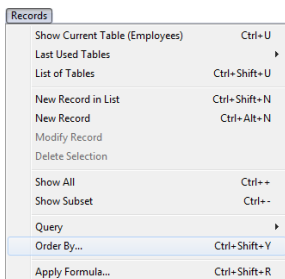 Records
Show Current Table (Employees) Ctrl+U
Last Used Tables
List of Tables Ctrl+Shift+U
New Record in List Ctrl+Shift+N
New Record Ctrl+Alt+N
Modify Record
Delete Selection
Show All Ctrl++
Show Subset Ctrl+-
Query
Order By... Ctrl+Shift+Y
Apply Formula... Ctrl+Shift+R